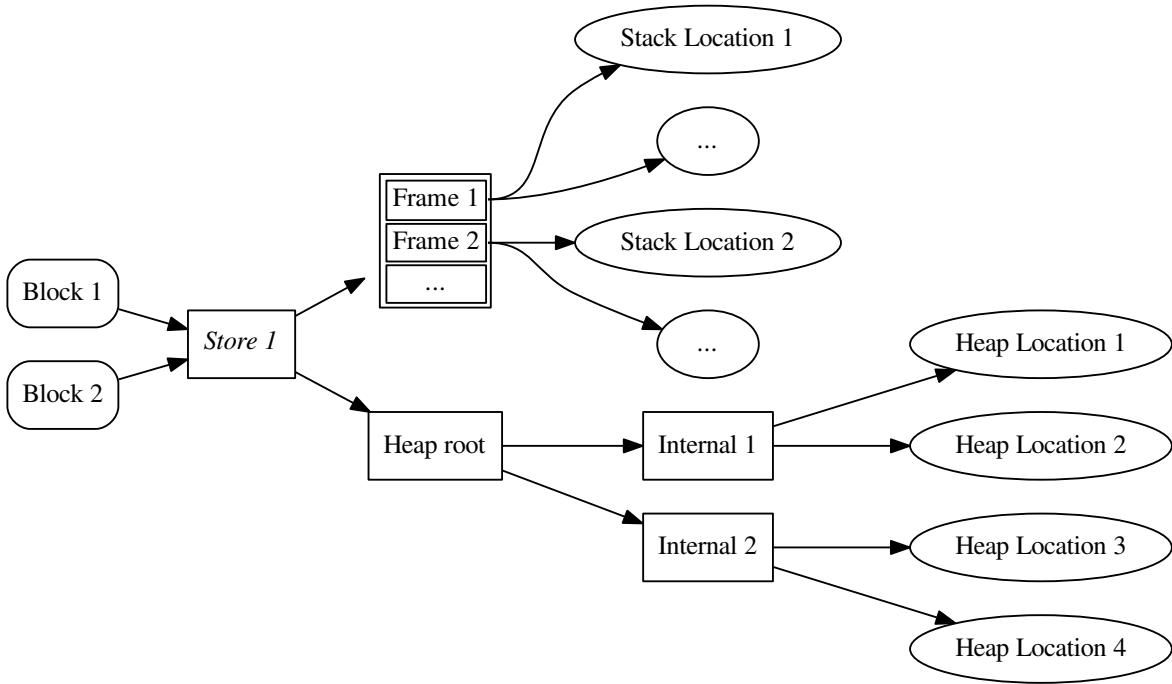 Stack Location 1
...
Frame 1
Frame 2
...
Stack Location 2
...
Block 1
Block 2
Store 1
Heap root
Internal 1
Internal 2
Heap Location 1
Heap Location 2
Heap Location 3
Heap Location 4